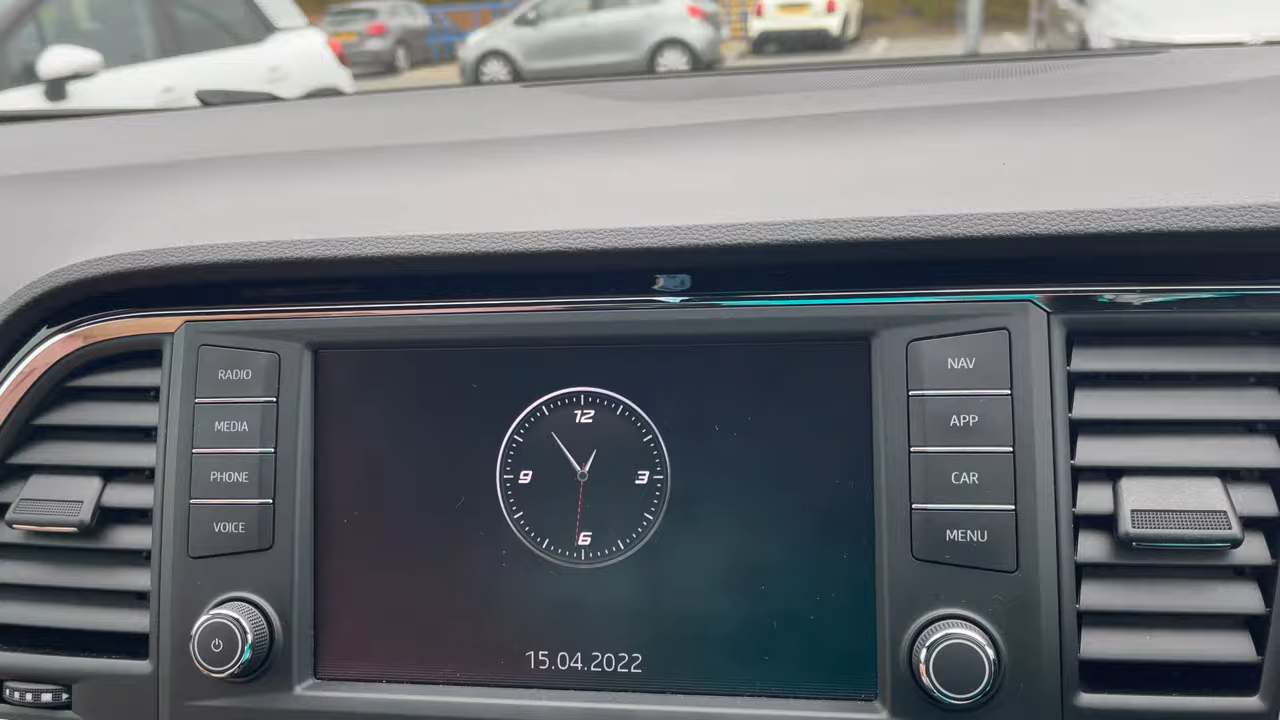 RADIO
MEDIA
PHONE
VOICE
12
9
3
6
15.04.2022
NAV
APP
CAR
MENU